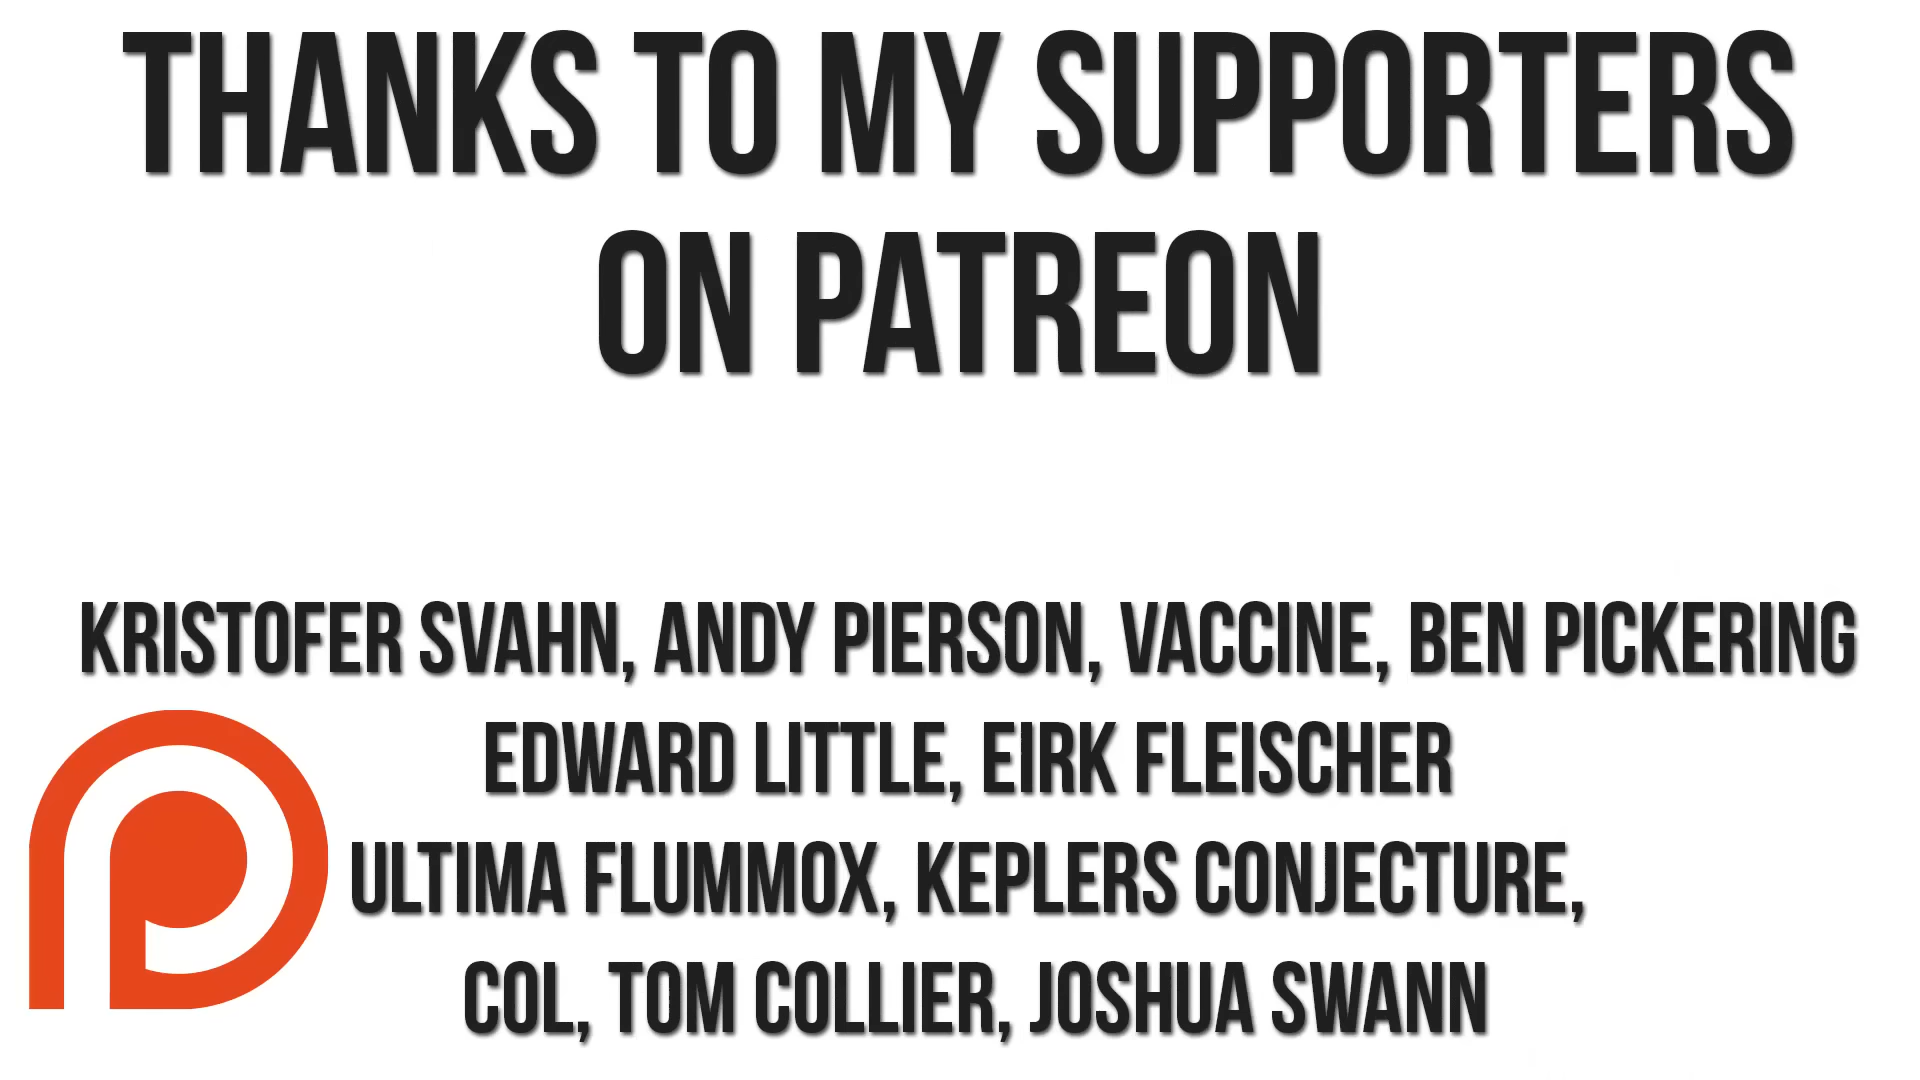 THANKS TO MY SUPPORTERS
ON PATREON
KRISTOFER SVAHN, ANDY PIERSON, VACCINE, BEN PICKERING
EDWARD LITTLE, EIRK FLEISCHER
ULTIMA FLUMMOX, KEPLERS CONJECTURE,
COL, TOM COLLIER, JOSHUA SWANN